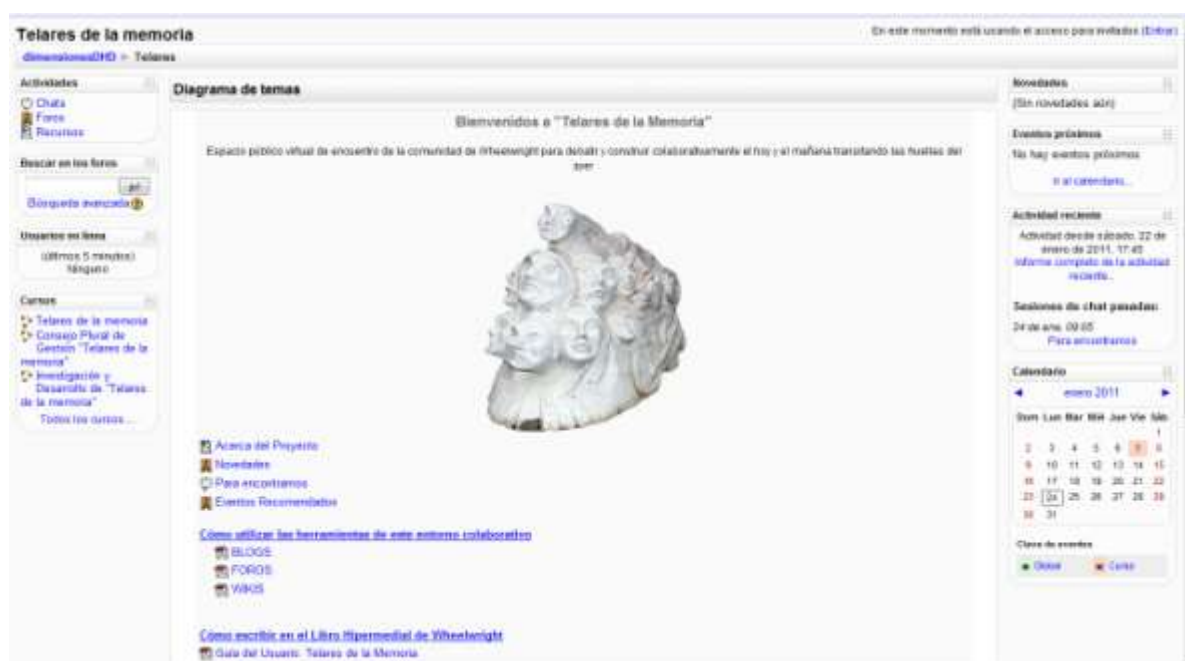 Telares de la memoria
En este momento está usando el acceso para invitados (Entrar)
dimensionesDHD ► Telares
Actividades
Chats
Foros
Recursos
Buscar en los foros
Búsqueda avanzada
Usuarios en línea
(últimos 5 minutos)
Ninguno
Cursos
Telares de la memoria
Consejo Plural de
Gestión "Telares de la
memoria"
Investigación y
Desarrollo de "Telares
de la memoria"
Todos los cursos ...
Diagrama de temas
Bienvenidos a "Telares de la Memoria"
Espacio público virtual de encuentro de la comunidad de Wheelwright para debatir y construir colaborativamente el hoy y el mañana transitando las huellas del
ayer
Acerca del Proyecto
Novedades
Para encontrarnos
Eventos Recomendados
Cómo utilizar las herramientas de este entorno colaborativo
BLOGS
FOROS
WIKIS
Cómo escribir en el Libro Hipermedial de Wheelwright
Guía del Usuario: Telares de la Memoria
Novedades
(Sin novedades aún)
Eventos próximos
No hay eventos próximos
Ir al calendario...
Actividad reciente
Actividad desde sábado, 22 de
enero de 2011, 17:45
Informe completo de la actividad
reciente...
Sesiones de chat pasadas:
24 de ene, 09:05
Para encontrarnos
Calendario
◄ enero 2011 ►
Dom Lun Mar Mié Jue Vie Sáb
1
2 3 4 5 6 7 8
9 10 11 12 13 14 15
16 17 18 19 20 21 22
23 24 25 26 27 28 29
30 31
Clave de eventos
Global Curso